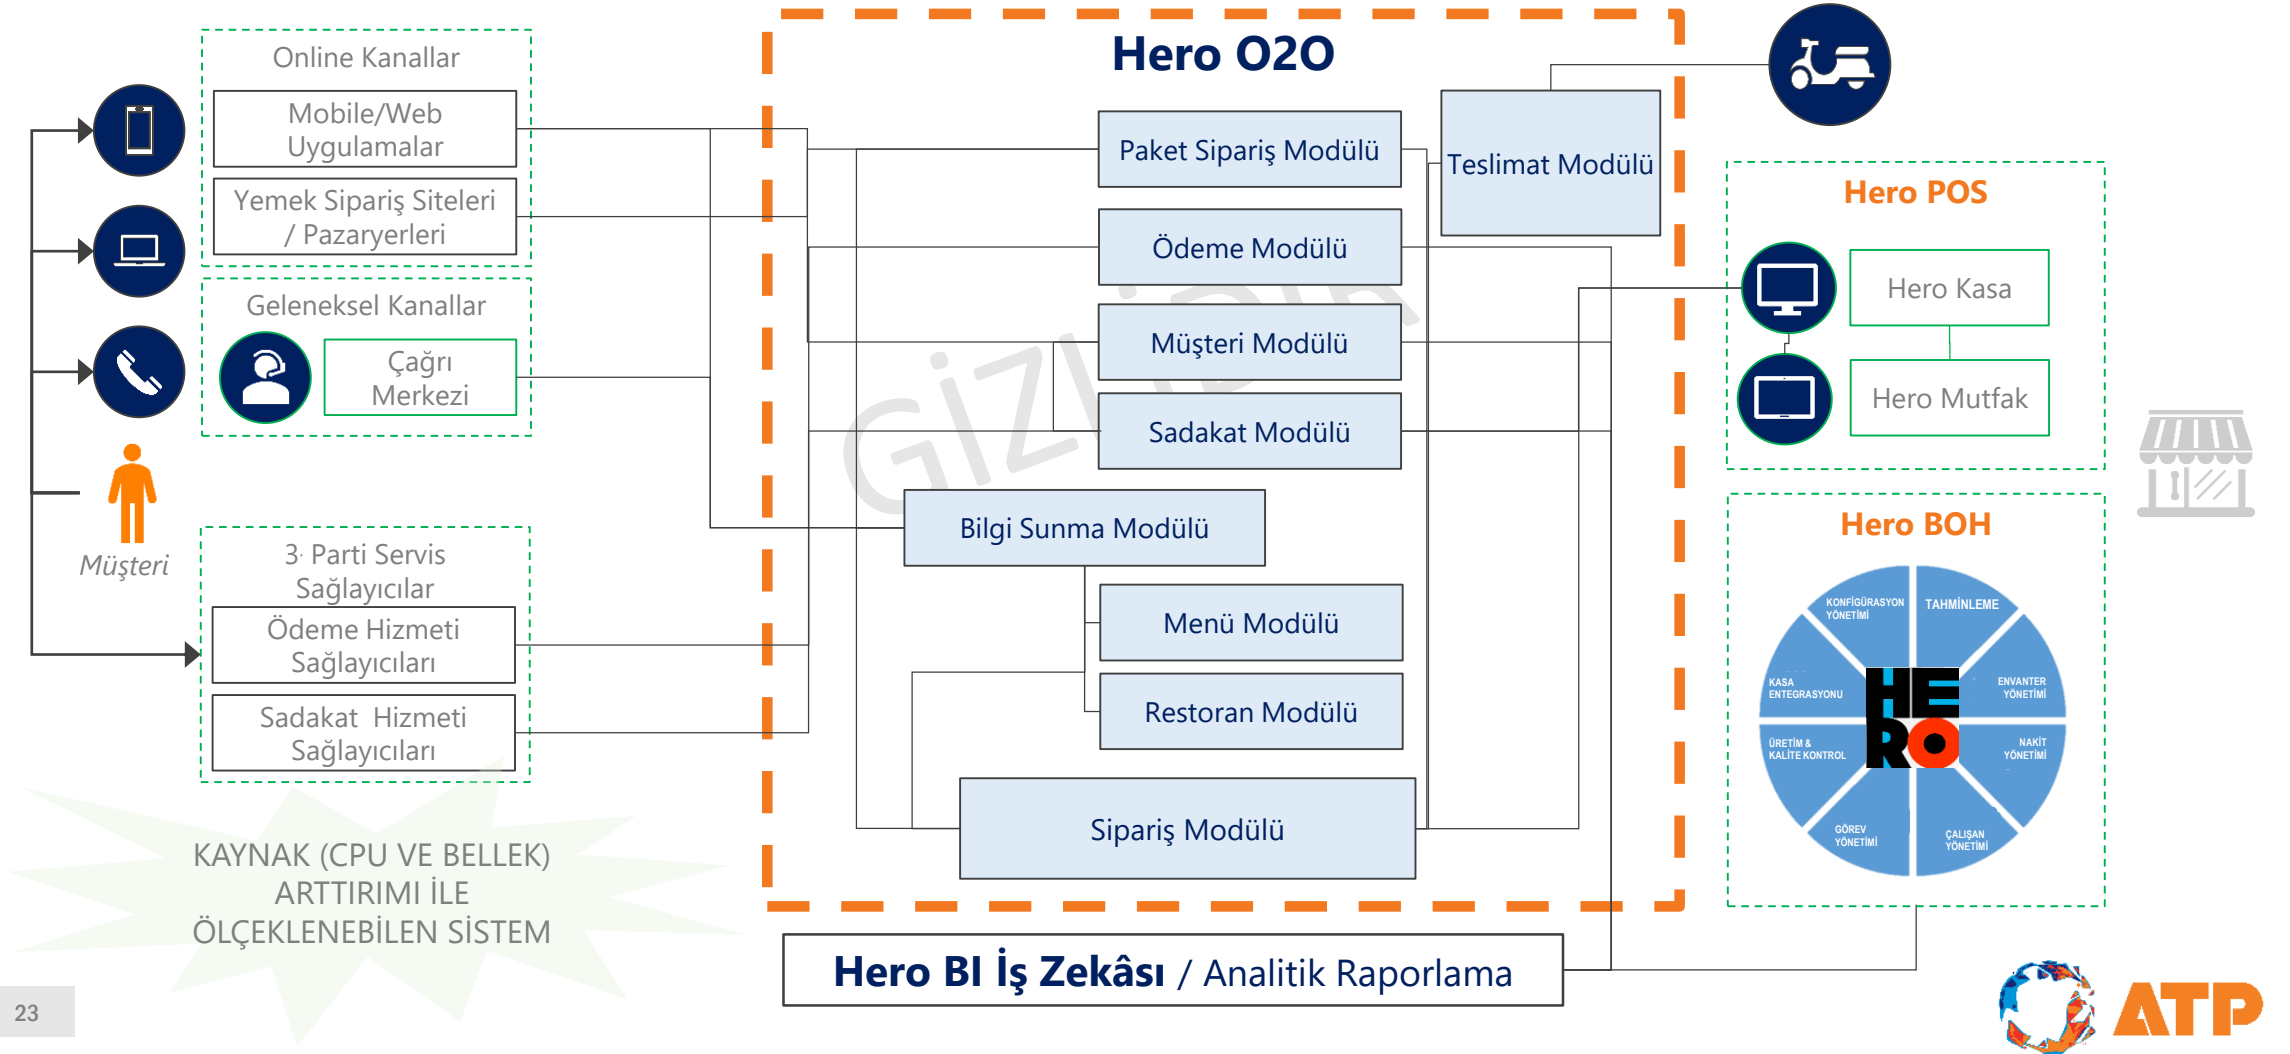 Online Kanallar
Mobile/Web
Uygulamalar
Yemek Sipariş Siteleri
/ Pazaryerleri
Geleneksel Kanallar
Çağrı
Merkezi
Müşteri
3. Parti Servis
Sağlayıcılar
Ödeme Hizmeti
Sağlayıcıları
Sadakat Hizmeti
Sağlayıcıları
KAYNAK (CPU VE BELLEK)
ARTTIRIMI İLE
ÖLÇEKLENEBİLEN SİSTEM
23
Hero O2O
Paket Sipariş Modülü
Teslimat Modülü
Ödeme Modülü
Müşteri Modülü
Sadakat Modülü
GİZLİDİR
Bilgi Sunma Modülü
Menü Modülü
Restoran Modülü
Sipariş Modülü
Hero BI İş Zekâsı / Analitik Raporlama
Hero POS
Hero Kasa
Hero Mutfak
Hero BOH
KONFİGÜRASYON
YÖNETİMİ
TAHMİNLEME
KASA
ENTEGRASYONU
ENVANTER
YÖNETİMİ
HE
RO
ÜRETİM &
KALİTE KONTROL
NAKİT
YÖNETİMİ
GÖREV
YÖNETİMİ
ÇALIŞAN
YÖNETİMİ
ATP